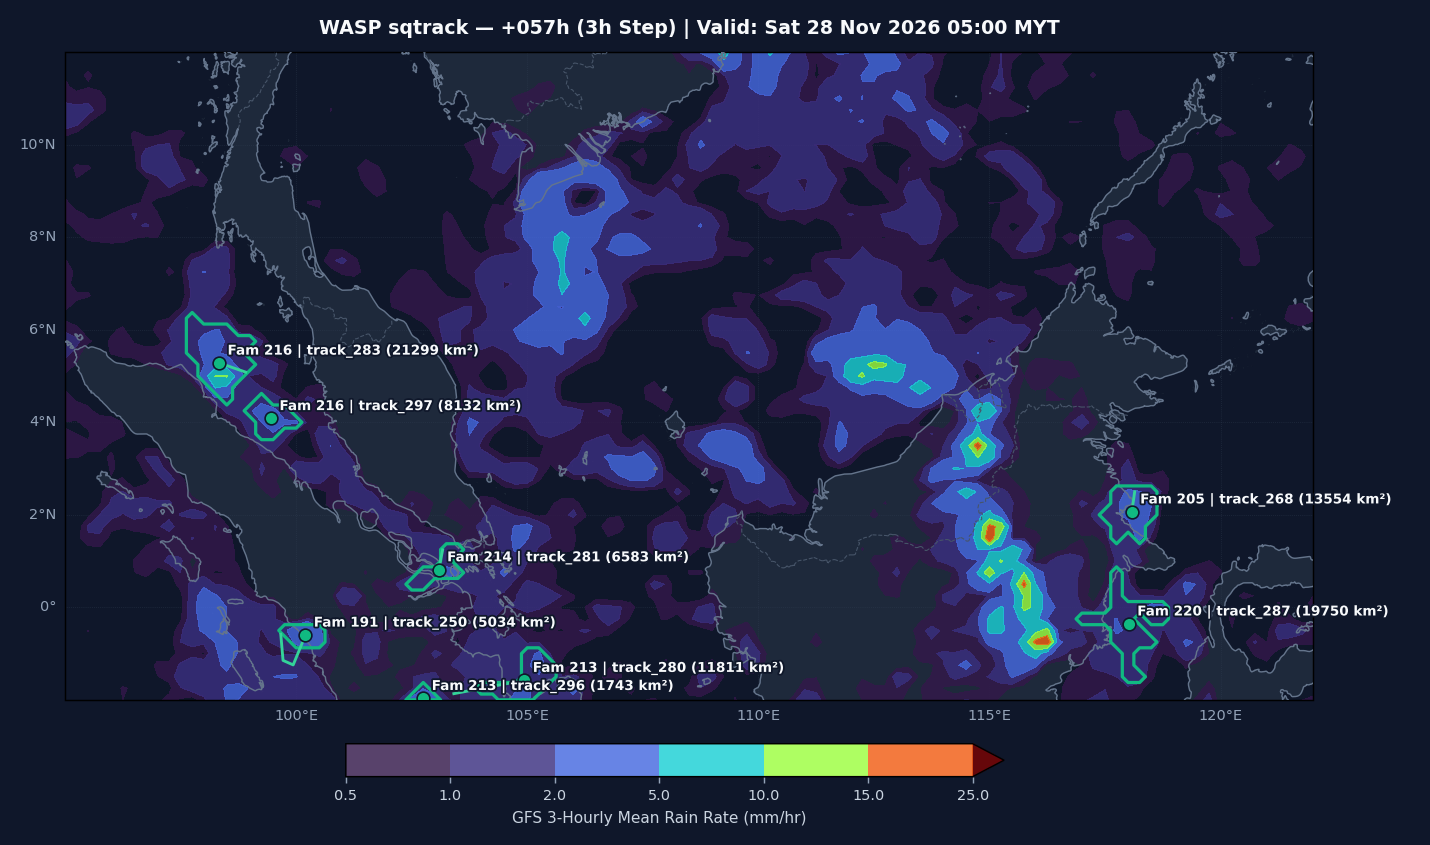 WASP sqtrack — +057h (3h Step) | Valid: Sat 28 Nov 2026 05:00 MYT
10°N
8°N
6°N
4°N
2°N
0°
Fam 216 | track_283 (21299 km²)
Fam 216 | track_297 (8132 km²)
Fam 205 | track_268 (13554 km²)
Fam 214 | track_281 (6583 km²)
Fam 220 | track_287 (19750 km²)
Fam 191 | track_250 (5034 km²)
Fam 213 | track_280 (11811 km²)
Fam 213 | track_296 (1743 km²)
100°E 105°E 110°E 115°E 120°E
0.5 1.0 2.0 5.0 10.0 15.0 25.0
GFS 3-Hourly Mean Rain Rate (mm/hr)